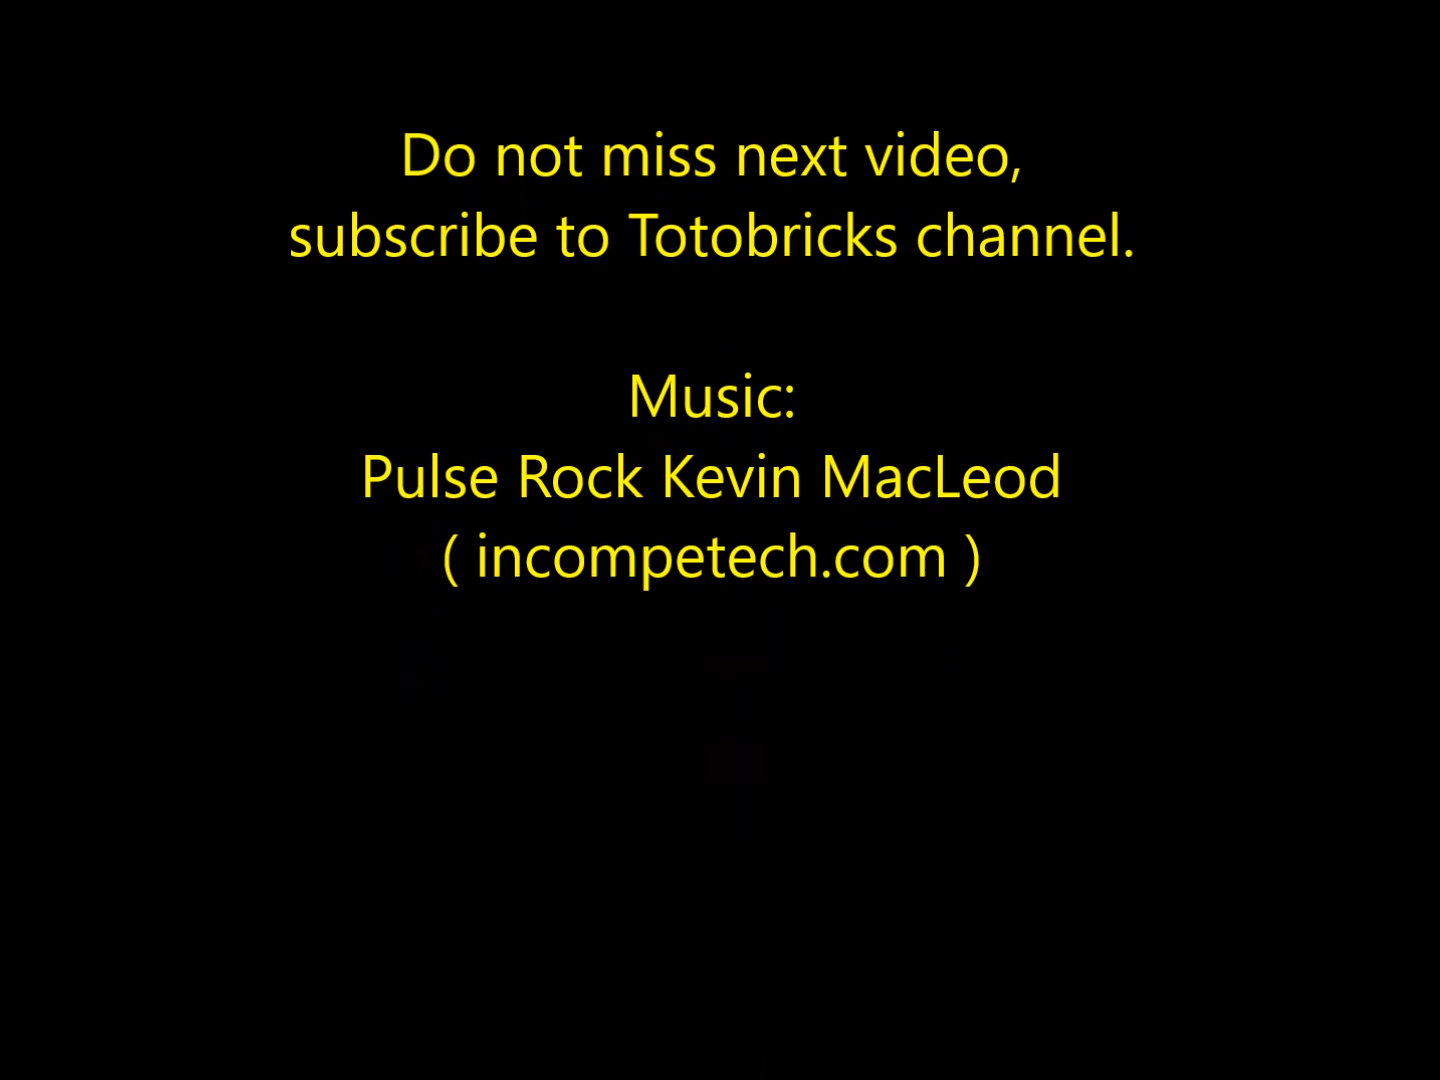 Do not miss next video,
subscribe to Totobricks channel.
Music:
Pulse Rock Kevin MacLeod
( incompetech.com )